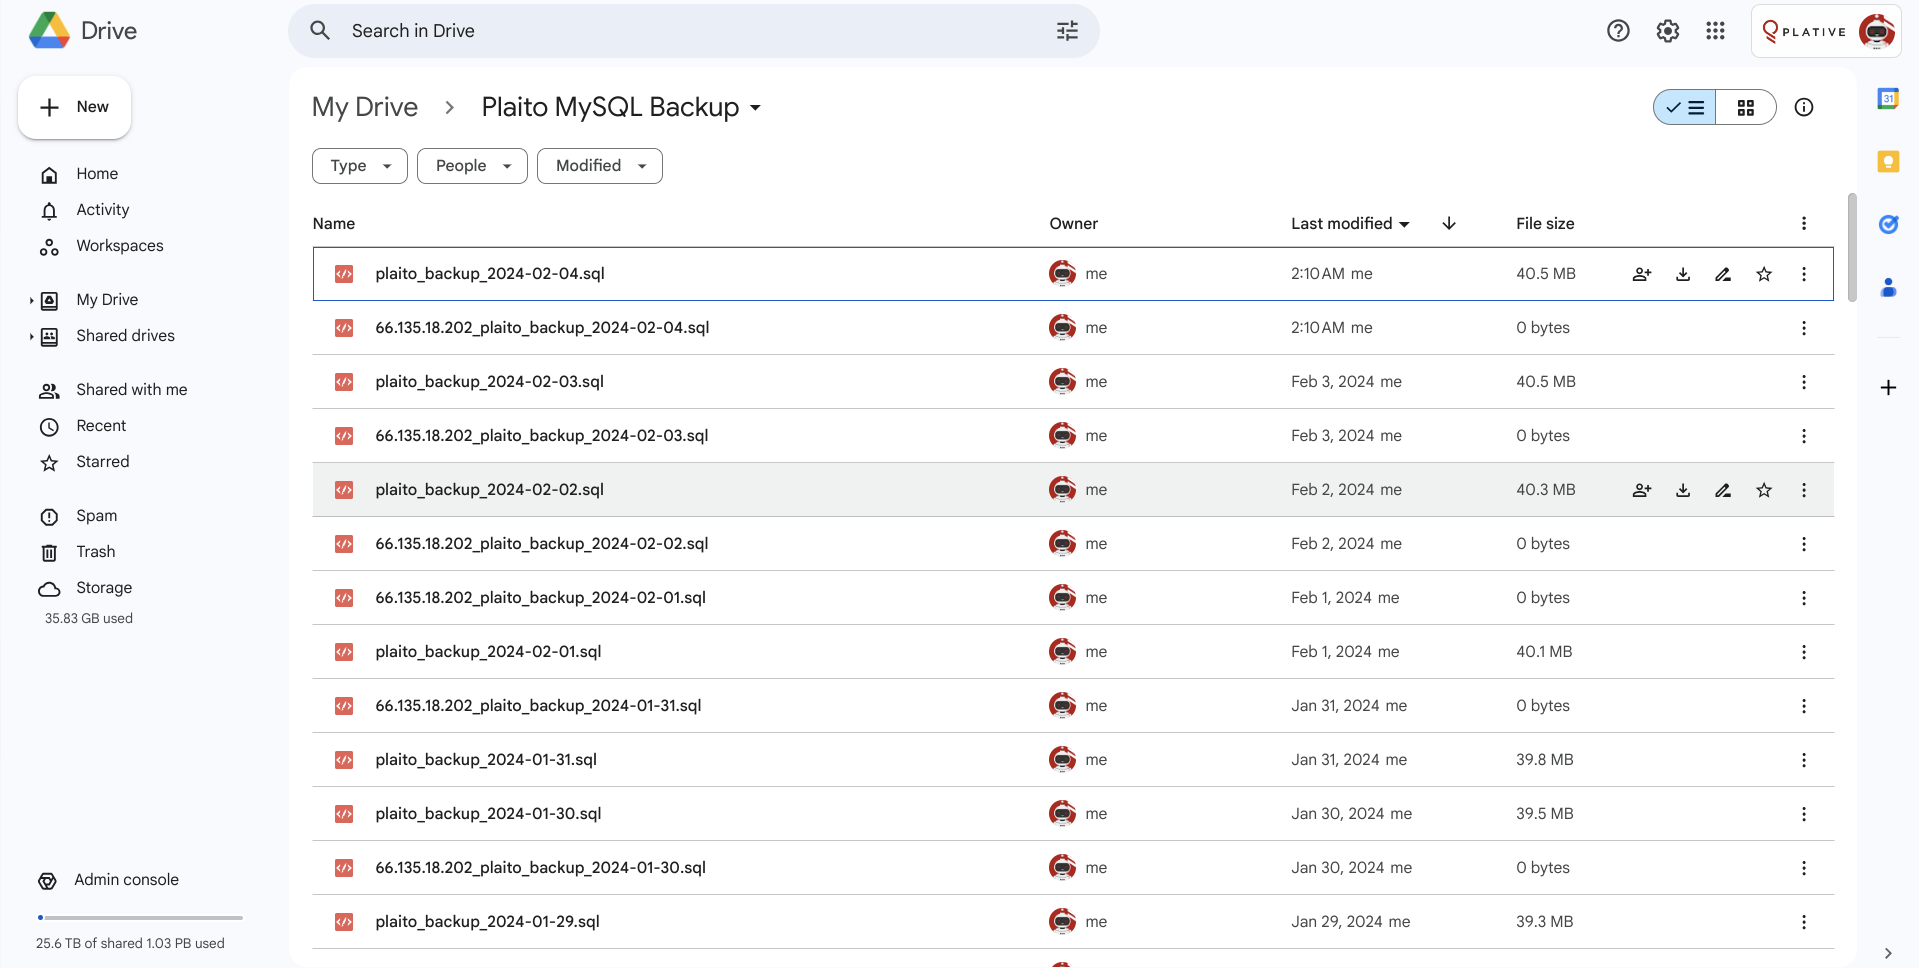 Drive
Search in Drive
PLATIVE
New
My Drive
Plaito MySQL Backup
31
Type
People
Modified
Home
Activity
Workspaces
My Drive
Shared drives
Shared with me
Recent
Starred
Spam
Trash
Storage
35.83 GB used
Admin console
25.6 TB of shared 1.03 PB used
Name Owner Last modified File size
plaito_backup_2024-02-04.sql me 2:10 AM me 40.5 MB
66.135.18.202_plaito_backup_2024-02-04.sql me 2:10 AM me 0 bytes
plaito_backup_2024-02-03.sql me Feb 3, 2024 me 40.5 MB
66.135.18.202_plaito_backup_2024-02-03.sql me Feb 3, 2024 me 0 bytes
plaito_backup_2024-02-02.sql me Feb 2, 2024 me 40.3 MB
66.135.18.202_plaito_backup_2024-02-02.sql me Feb 2, 2024 me 0 bytes
66.135.18.202_plaito_backup_2024-02-01.sql me Feb 1, 2024 me 0 bytes
plaito_backup_2024-02-01.sql me Feb 1, 2024 me 40.1 MB
66.135.18.202_plaito_backup_2024-01-31.sql me Jan 31, 2024 me 0 bytes
plaito_backup_2024-01-31.sql me Jan 31, 2024 me 39.8 MB
plaito_backup_2024-01-30.sql me Jan 30, 2024 me 39.5 MB
66.135.18.202_plaito_backup_2024-01-30.sql me Jan 30, 2024 me 0 bytes
plaito_backup_2024-01-29.sql me Jan 29, 2024 me 39.3 MB